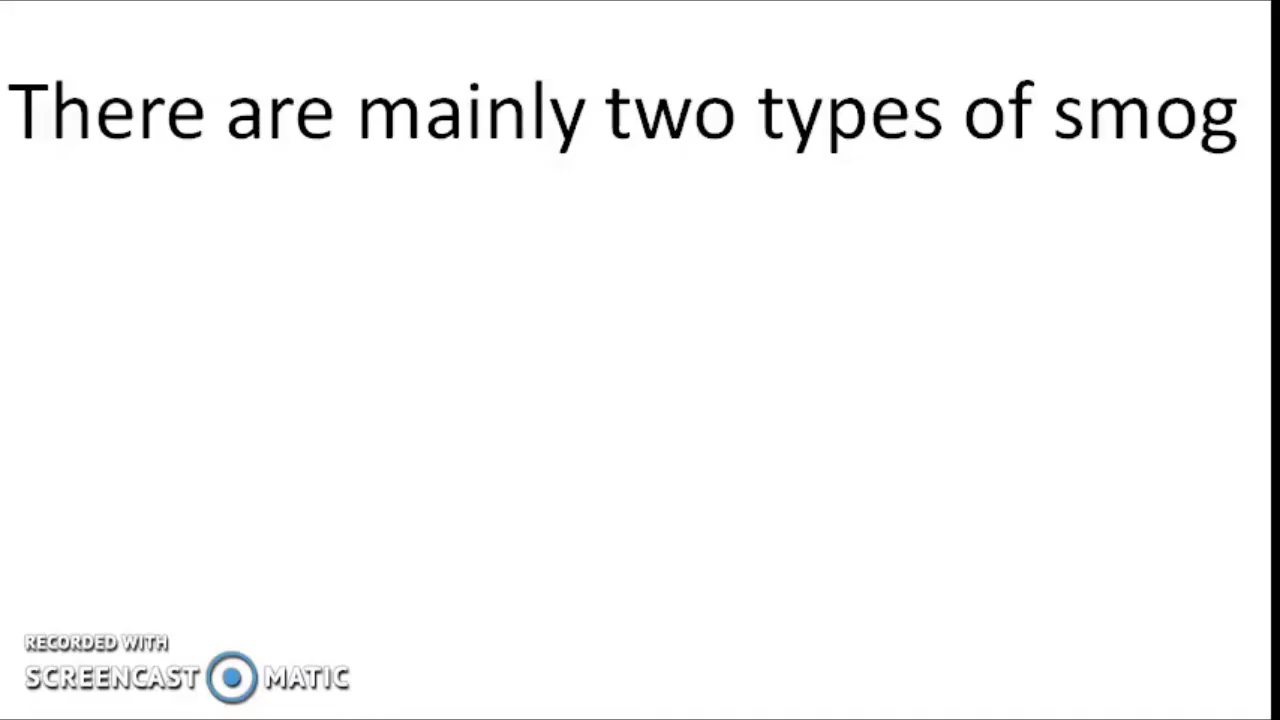 There are mainly two types of smog
RECORDED WITH
SCREENCAST MATIC